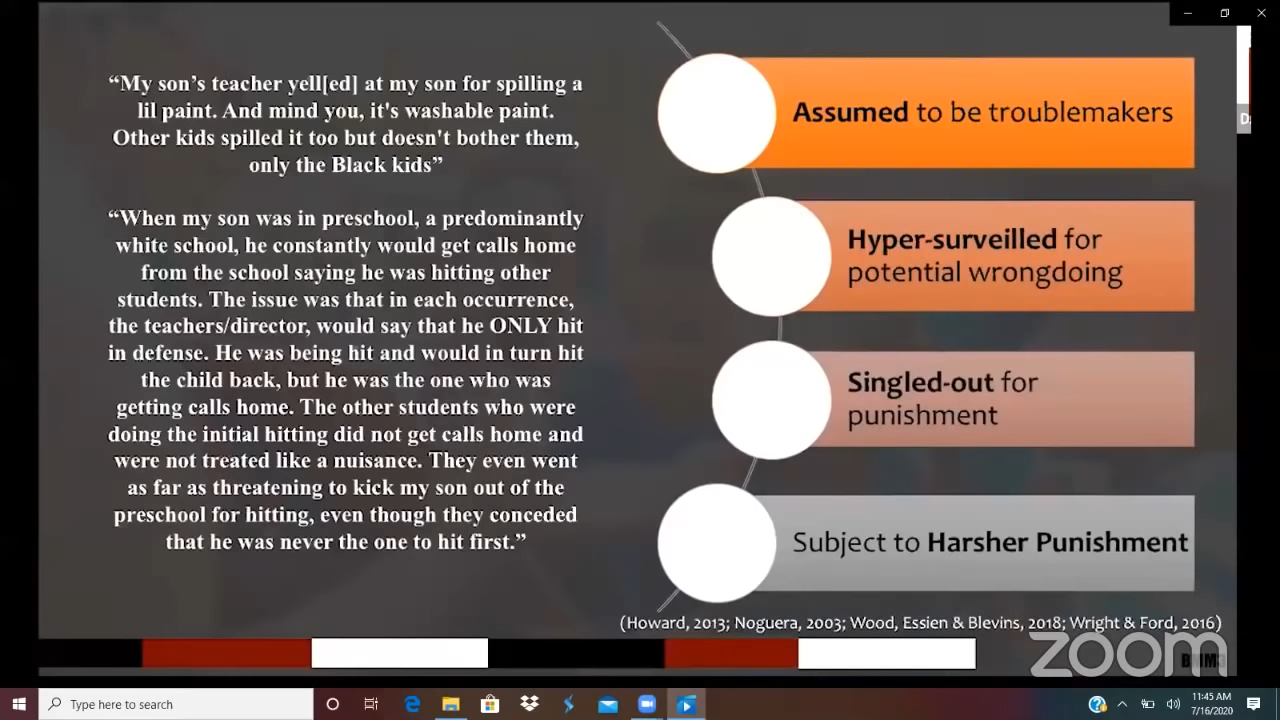 “My son’s teacher yell[ed] at my son for spilling a
lil paint. And mind you, it's washable paint.
Other kids spilled it too but doesn't bother them,
only the Black kids”
“When my son was in preschool, a predominantly
white school, he constantly would get calls home
from the school saying he was hitting other
students. The issue was that in each occurrence,
the teachers/director, would say that he ONLY hit
in defense. He was being hit and would in turn hit
the child back, but he was the one who was
getting calls home. The other students who were
doing the initial hitting did not get calls home and
were not treated like a nuisance. They even went
as far as threatening to kick my son out of the
preschool for hitting, even though they conceded
that he was never the one to hit first.”
Assumed to be troublemakers
Hyper-surveilled for
potential wrongdoing
Singled-out for
punishment
Subject to Harsher Punishment
(Howard, 2013; Noguera, 2003; Wood, Essien & Blevins, 2018; Wright & Ford, 2016)
zoom
Type here to search
11:45 AM
7/16/2020